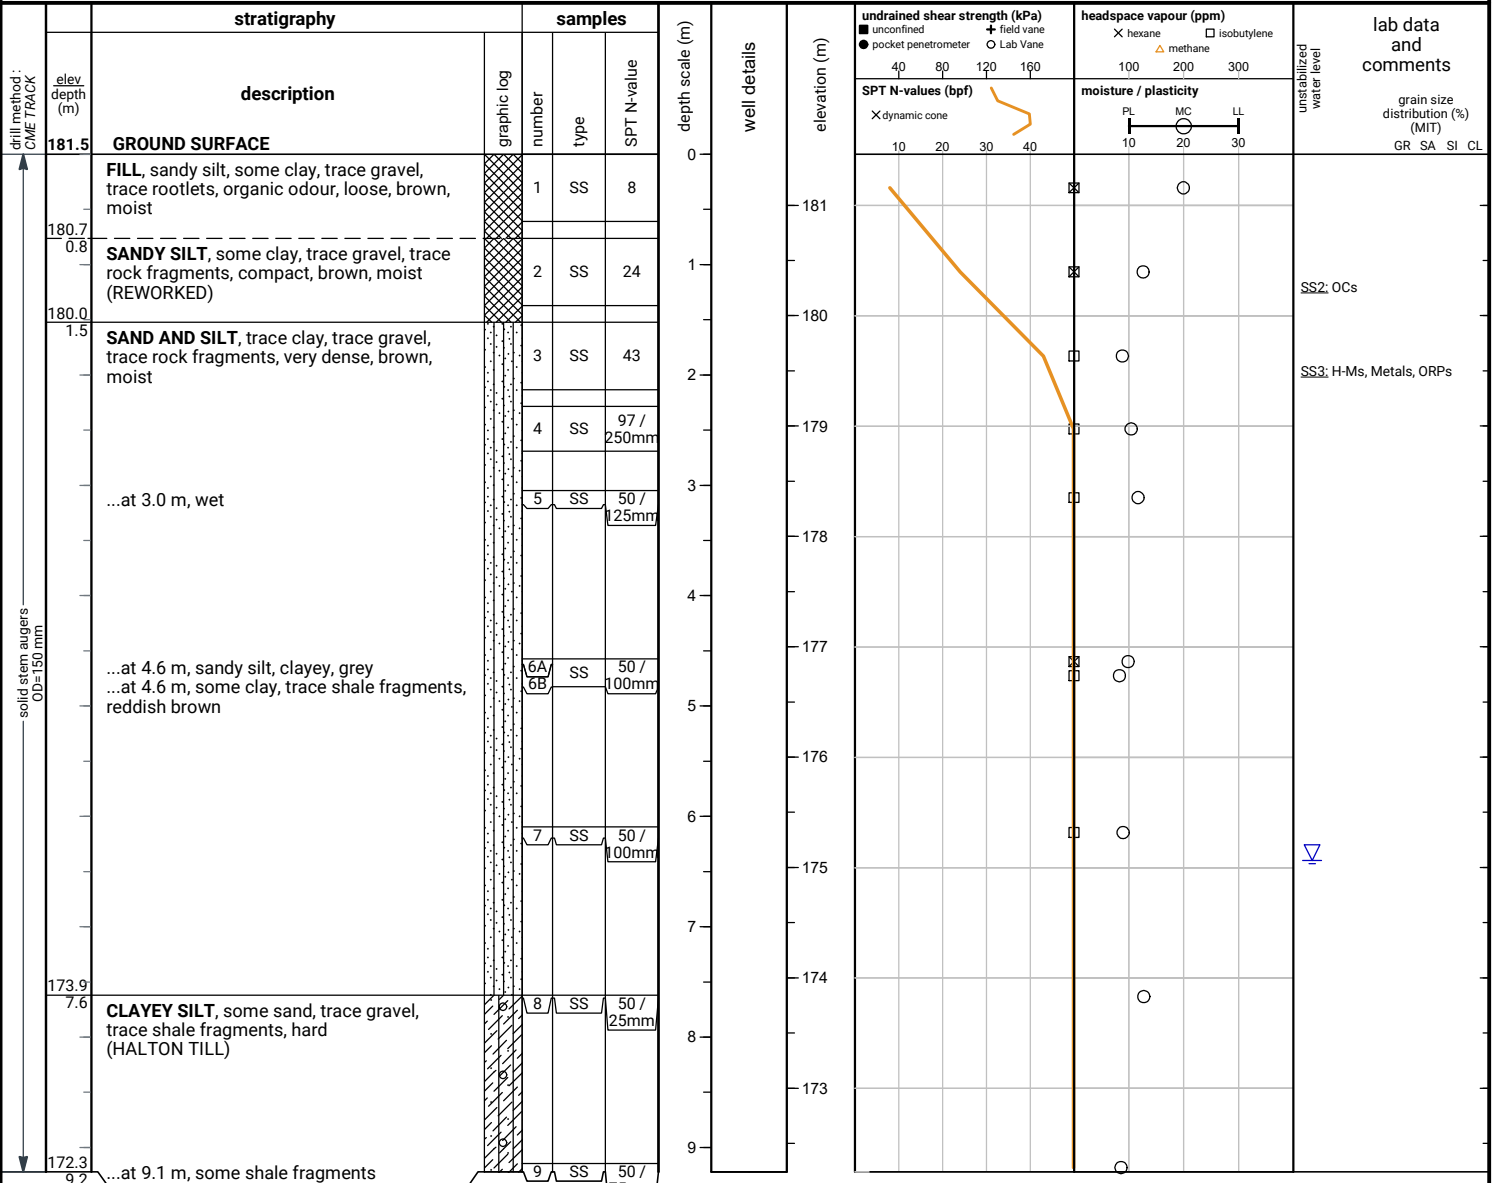 stratigraphy
samples
drill method :
CME TRACK
elev
depth
(m)
description
graphic log
number
type
SPT N-value
depth scale (m)
well details
elevation (m)
undrained shear strength (kPa)
unconfined
field vane
pocket penetrometer
Lab Vane
40 80 120 160
SPT N-values (bpf)
dynamic cone
10 20 30 40
headspace vapour (ppm)
hexane
isobutylene
methane
100 200 300
moisture / plasticity
PL MC LL
10 20 30
unstabilized
water level
lab data
and
comments
grain size
distribution (%)
(MIT)
GR SA SI CL
181.5 GROUND SURFACE
FILL, sandy silt, some clay, trace gravel,
trace rootlets, organic odour, loose, brown,
moist
1 SS 8
180.7
0.8
SANDY SILT, some clay, trace gravel, trace
rock fragments, compact, brown, moist
(REWORKED)
2 SS 24
SS2: OCs
180.0
1.5
SAND AND SILT, trace clay, trace gravel,
trace rock fragments, very dense, brown,
moist
3 SS 43
SS3: H-Ms, Metals, ORPs
4 SS 97 /
250mm
...at 3.0 m, wet
5 SS 50 /
125mm
...at 4.6 m, sandy silt, clayey, grey
...at 4.6 m, some clay, trace shale fragments,
reddish brown
6A
6B
SS
50 /
100mm
7 SS 50 /
100mm
173.9
7.6
CLAYEY SILT, some sand, trace gravel,
trace shale fragments, hard
(HALTON TILL)
8 SS 50 /
25mm
172.3
9.2
...at 9.1 m, some shale fragments
9 SS 50 /
solid stem augers
OD=150 mm
0
1
2
3
4
5
6
7
8
9
181
180
179
178
177
176
175
174
173